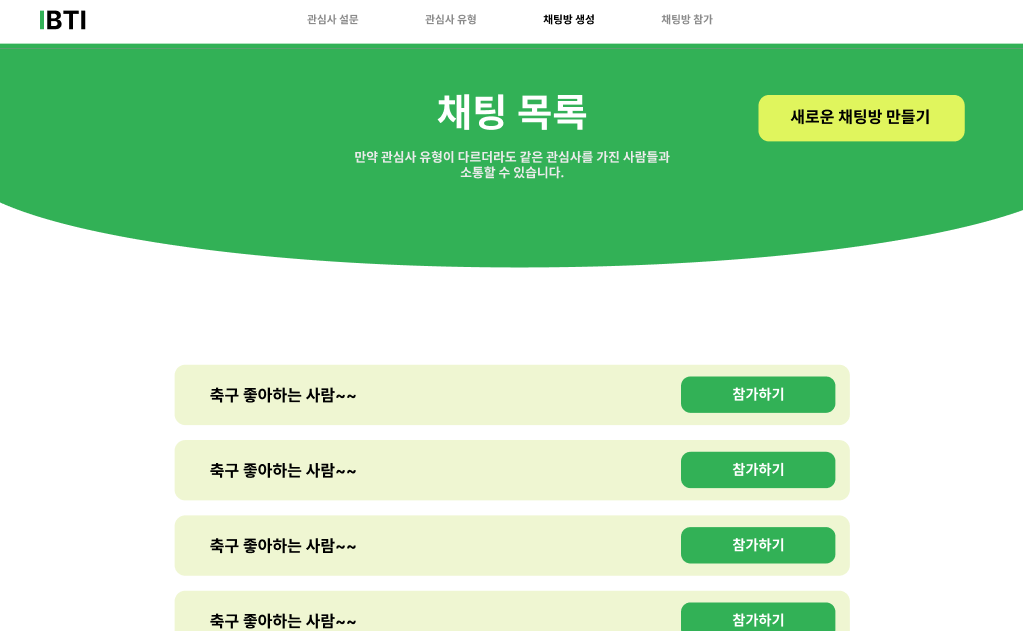 IBTI
관심사 설문
관심사 유형
채팅방 생성
채팅방 참가
채팅 목록
새로운 채팅방 만들기
만약 관심사 유형이 다르더라도 같은 관심사를 가진 사람들과
소통할 수 있습니다.
축구 좋아하는 사람~~
참가하기
축구 좋아하는 사람~~
참가하기
축구 좋아하는 사람~~
참가하기
축구 좋아하는 사람~~
참가하기